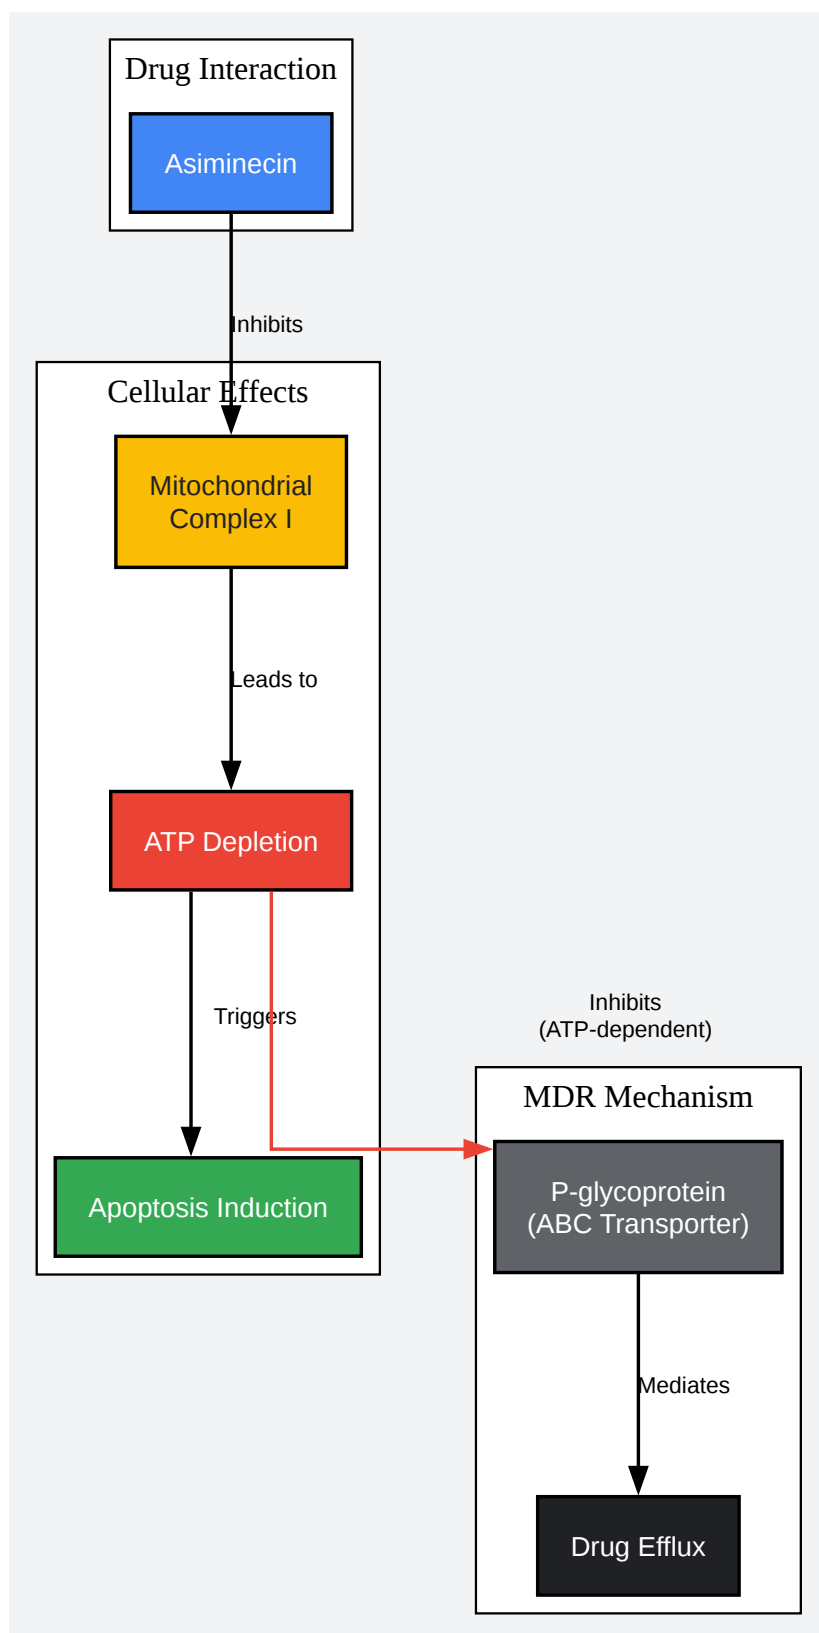 Drug Interaction
Asiminecin
Inhibits
Cellular Effects
Mitochondrial
Complex I
Leads to
ATP Depletion
Triggers
Inhibits
(ATP-dependent)
MDR Mechanism
P-glycoprotein
(ABC Transporter)
Apoptosis Induction
Mediates
Drug Efflux